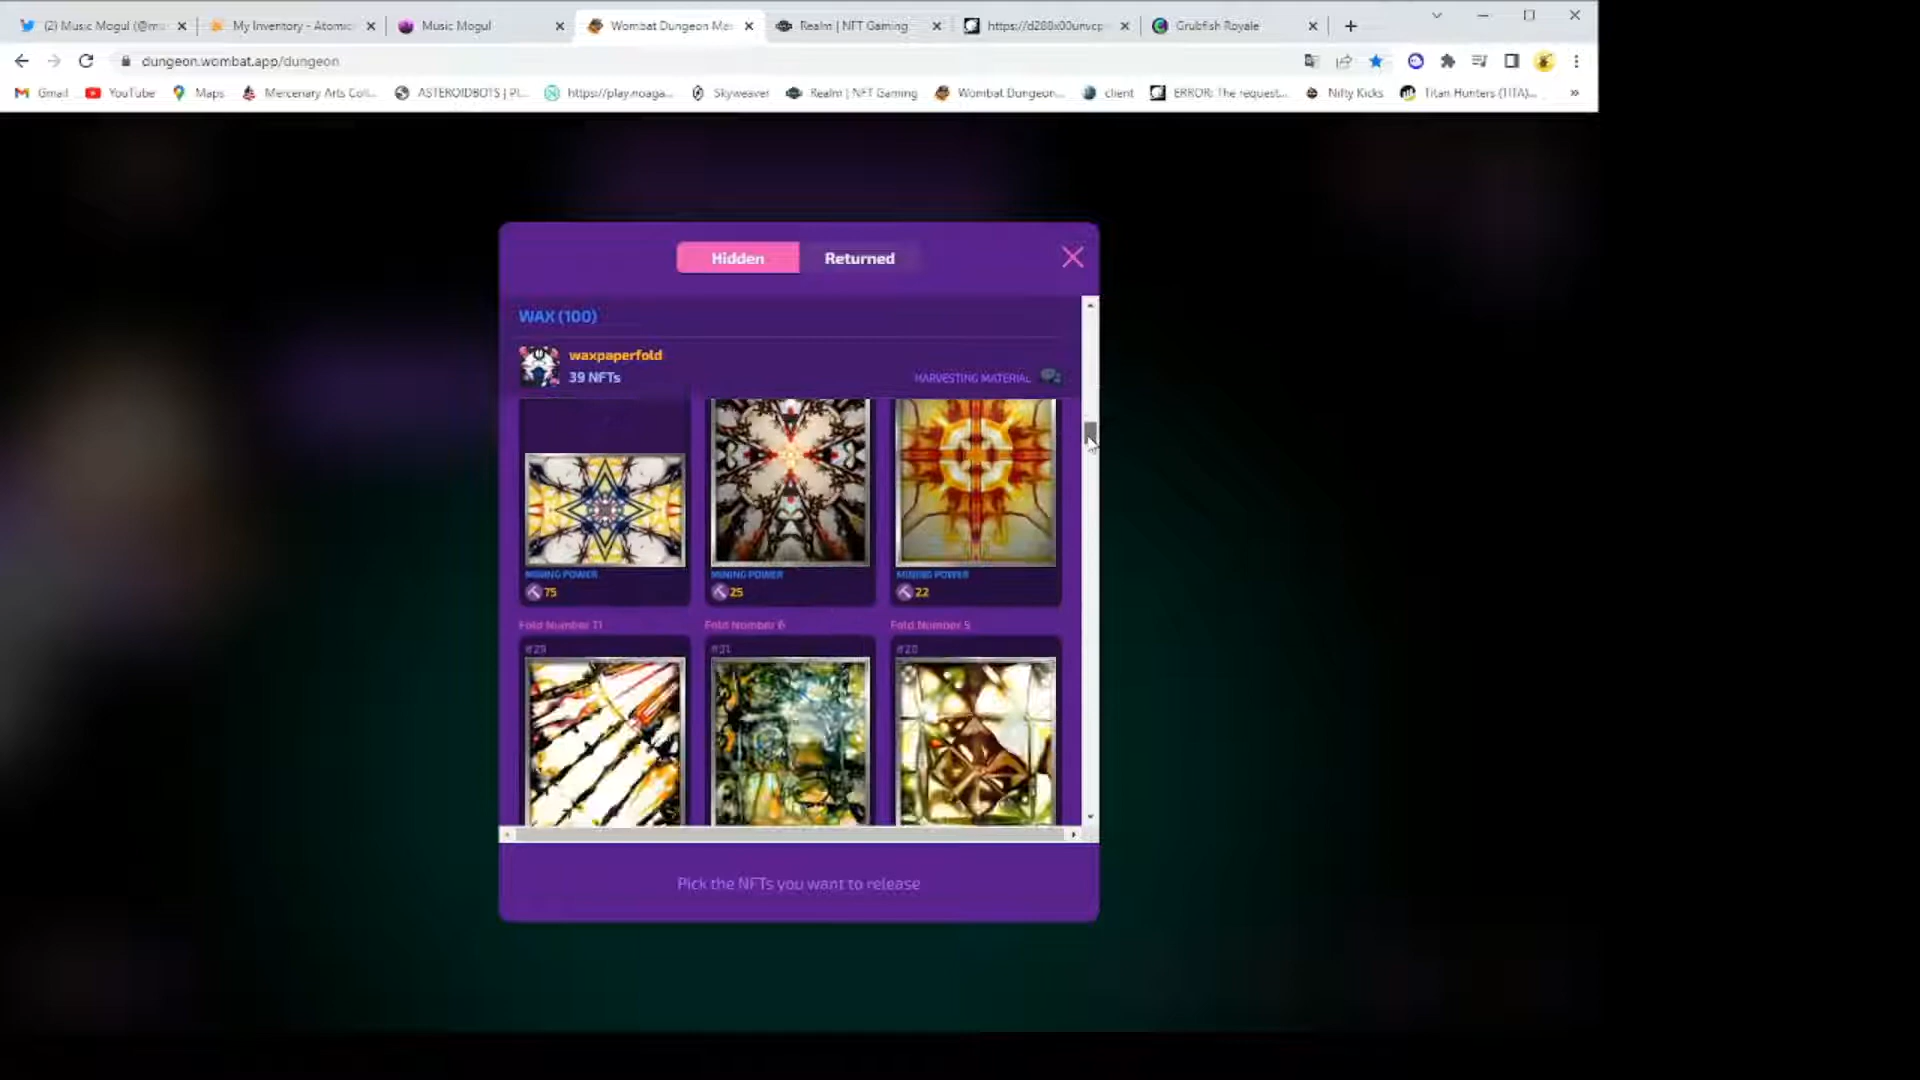 (2) Music Mogul (@m
My Inventory - Atomic
Music Mogul
Wombat Dungeon Me
Realm | NFT Gaming
https://d288x00unvcp
Grubfish Royale
dungeon.wombat.app/dungeon
Gmail
YouTube
Maps
Mercenary Arts Coll...
ASTEROIDBOTS | Pl...
https://play.noaga...
Skyweaver
Realm | NFT Gaming
Wombat Dungeon...
client
ERROR: The request...
Nifty Kicks
Titan Hunters (TITA)...
»
Hidden
Returned
WAX (100)
waxpaperfold
39 NFTs
HARVESTING MATERIAL
MINING POWER
75
MINING POWER
25
MINING POWER
22
Fold Number 11
Fold Number 6
Fold Number 5
#29
#31
#20
Pick the NFTs you want to release